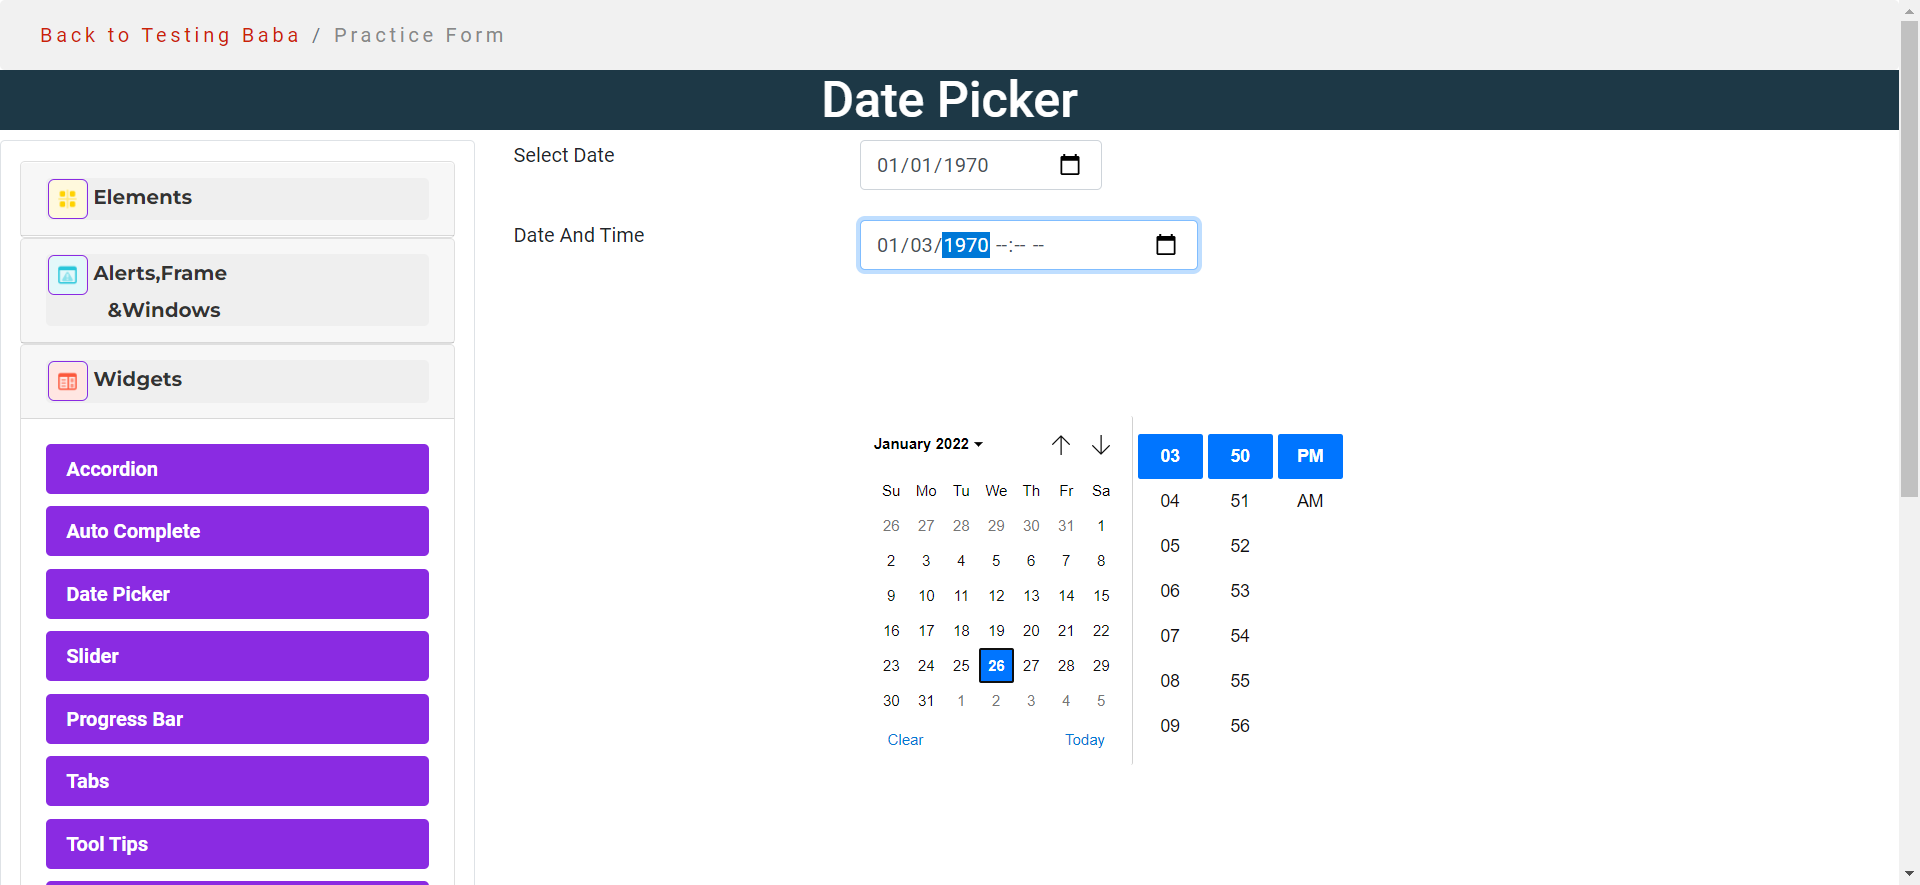 Back to Testing Baba / Practice Form
Date Picker
Elements
Alerts,Frame
&Windows
Widgets
Accordion
Auto Complete
Date Picker
Slider
Progress Bar
Tabs
Tool Tips
Select Date
01/01/1970
Date And Time
01/03/1970 --:-- --
January 2022
Su Mo Tu We Th Fr Sa
26 27 28 29 30 31 1
2 3 4 5 6 7 8
9 10 11 12 13 14 15
16 17 18 19 20 21 22
23 24 25 26 27 28 29
30 31 1 2 3 4 5
Clear Today
03 50 PM
04 51 AM
05 52
06 53
07 54
08 55
09 56